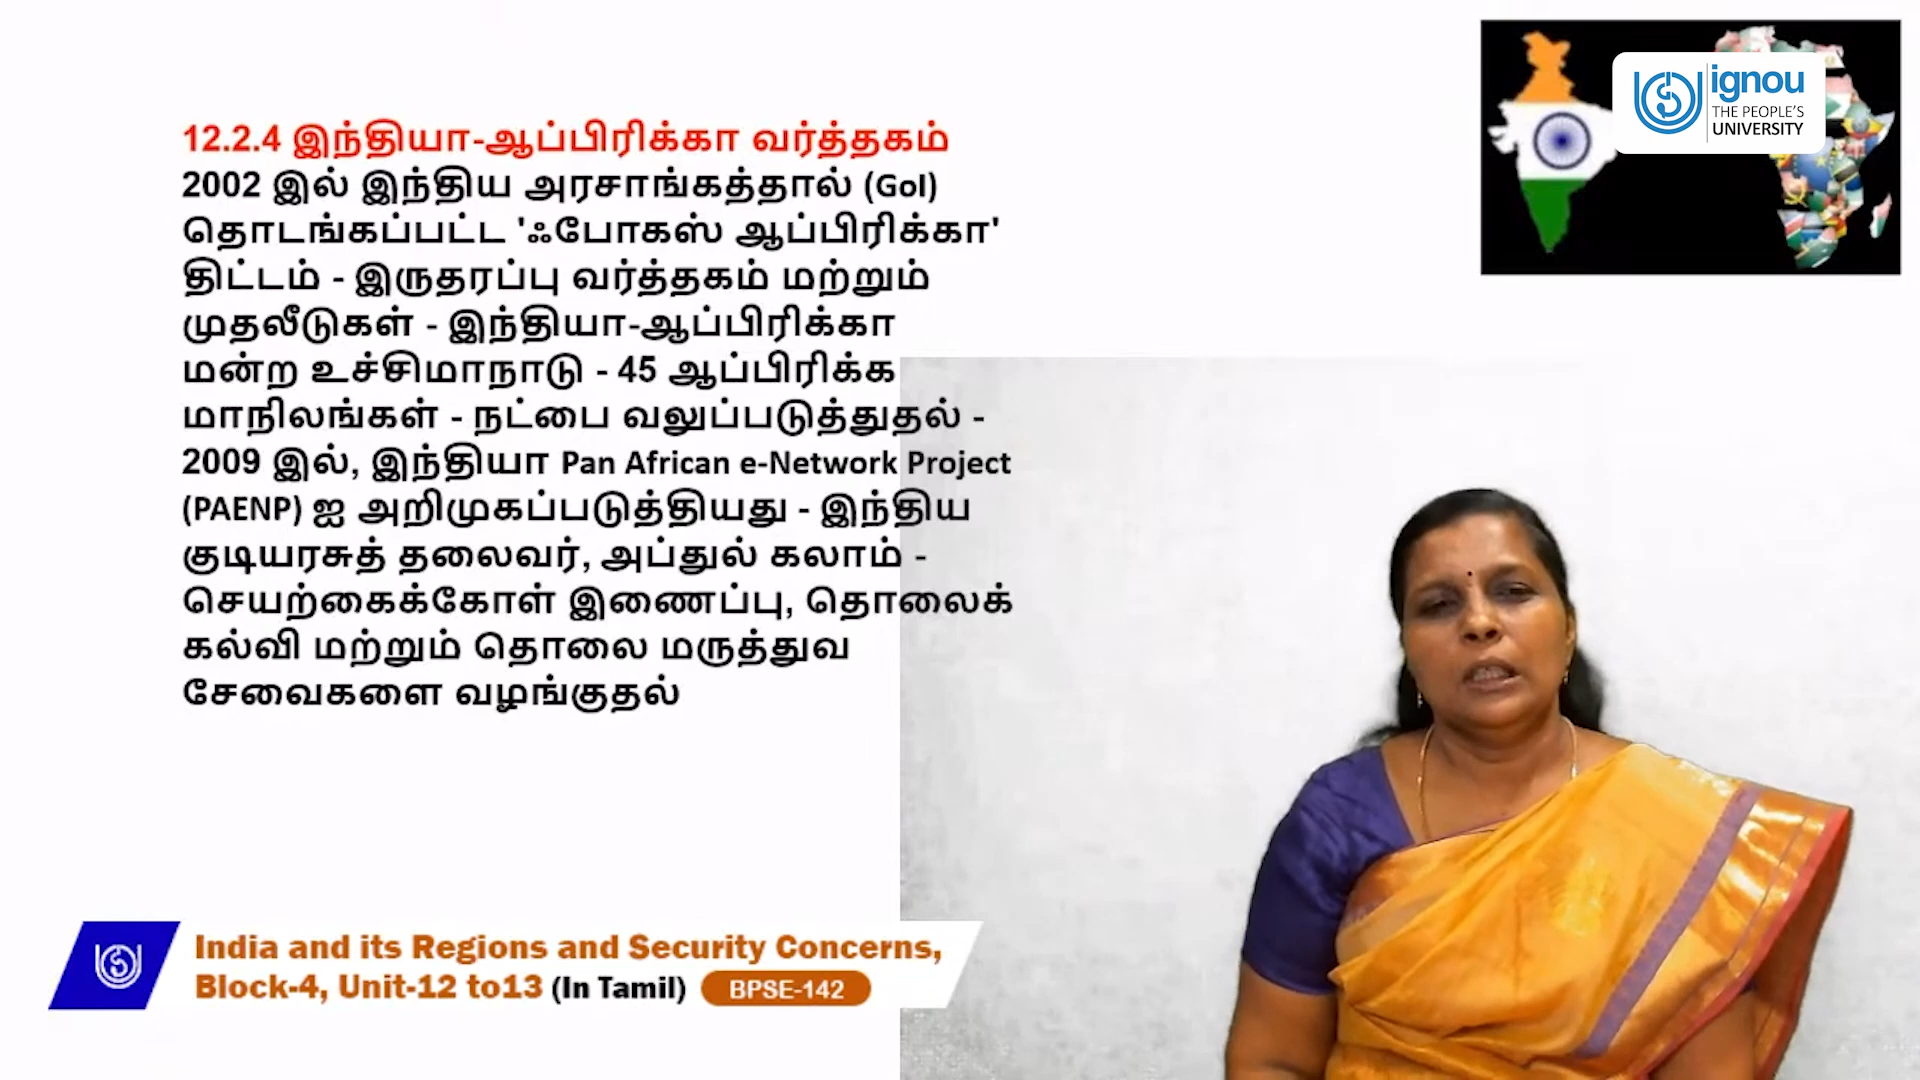 12.2.4 இந்தியா-ஆப்பிரிக்கா வர்த்தகம்
2002 இல் இந்திய அரசாங்கத்தால் (GoI)
தொடங்கப்பட்ட 'ஃபோகஸ் ஆப்பிரிக்கா'
திட்டம் - இருதரப்பு வர்த்தகம் மற்றும்
முதலீடுகள் - இந்தியா-ஆப்பிரிக்கா
மன்ற உச்சிமாநாடு - 45 ஆப்பிரிக்க
மாநிலங்கள் - நட்பை வலுப்படுத்துதல் -
2009 இல், இந்தியா Pan African e-Network Project
(PAENP) ஐ அறிமுகப்படுத்தியது - இந்திய
குடியரசுத் தலைவர், அப்துல் கலாம் -
செயற்கைக்கோள் இணைப்பு, தொலைக்
கல்வி மற்றும் தொலை மருத்துவ
சேவைகளை வழங்குதல்
ignou
THE PEOPLE'S
UNIVERSITY
India and its Regions and Security Concerns,
Block-4, Unit-12 to13 (In Tamil) BPSE-142